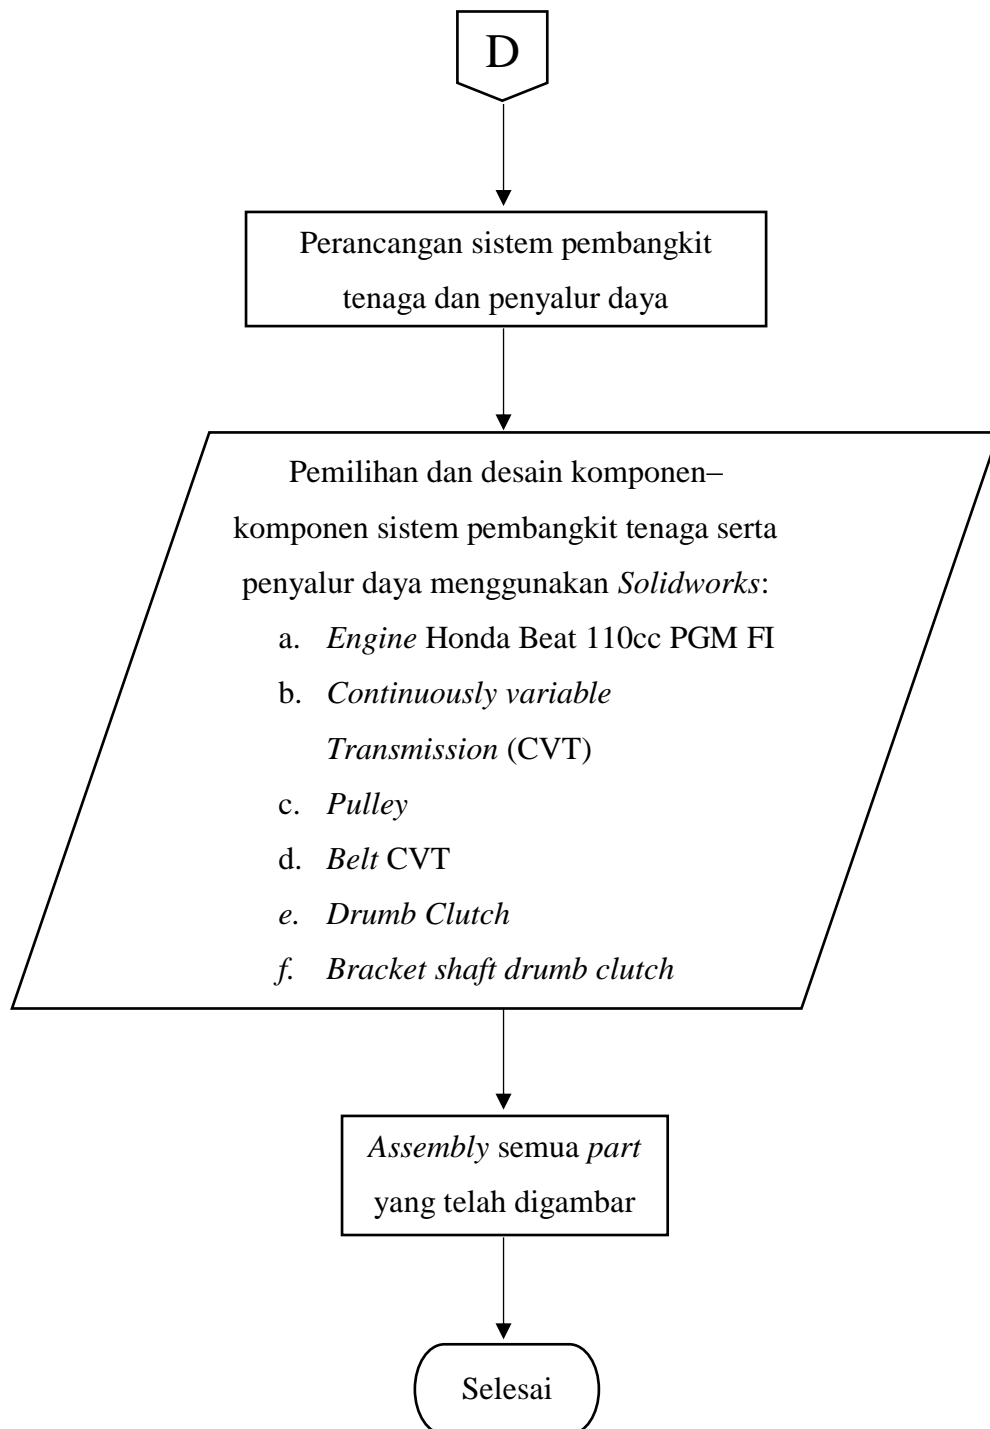 D
Perancangan sistem pembangkit
tenaga dan penyalur daya
Pemilihan dan desain komponen–
komponen sistem pembangkit tenaga serta
penyalur daya menggunakan Solidworks:
a. Engine Honda Beat 110cc PGM FI
b. Continuously variable
Transmission (CVT)
c. Pulley
d. Belt CVT
e. Drumb Clutch
f. Bracket shaft drumb clutch
Assembly semua part
yang telah digambar
Selesai